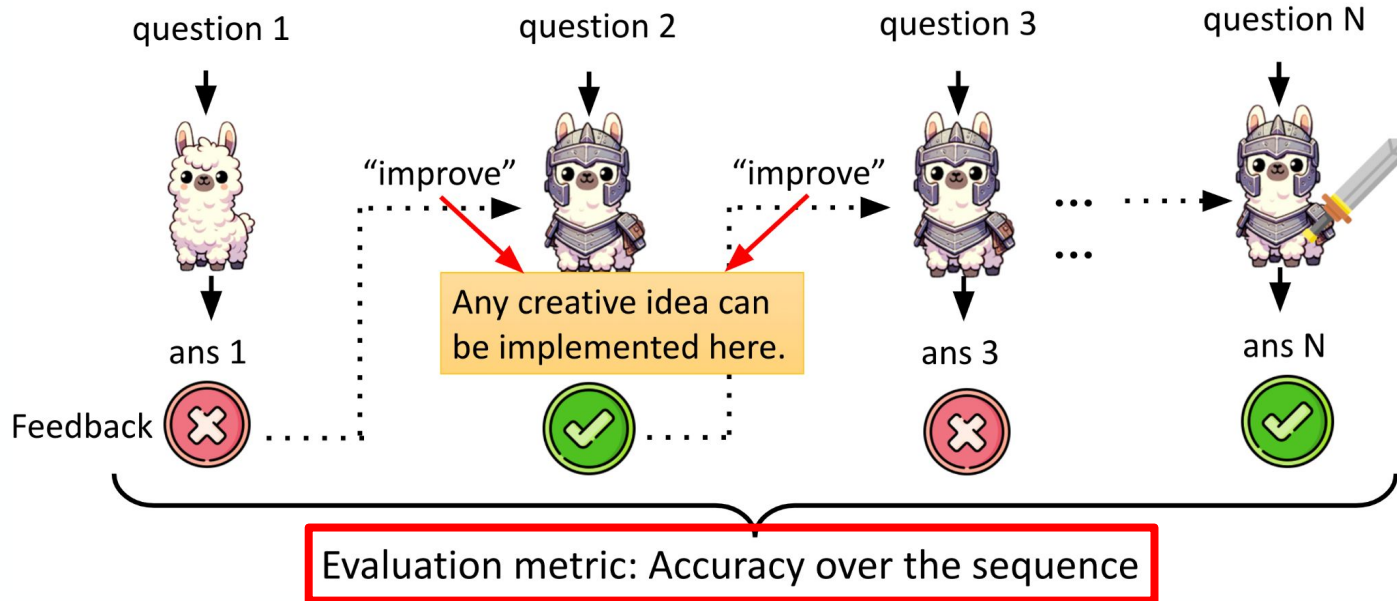 question 1
question 2
question 3
question N
“improve”
“improve”
...
...
Any creative idea can
be implemented here.
ans 1
ans 3
ans N
Feedback
Evaluation metric: Accuracy over the sequence